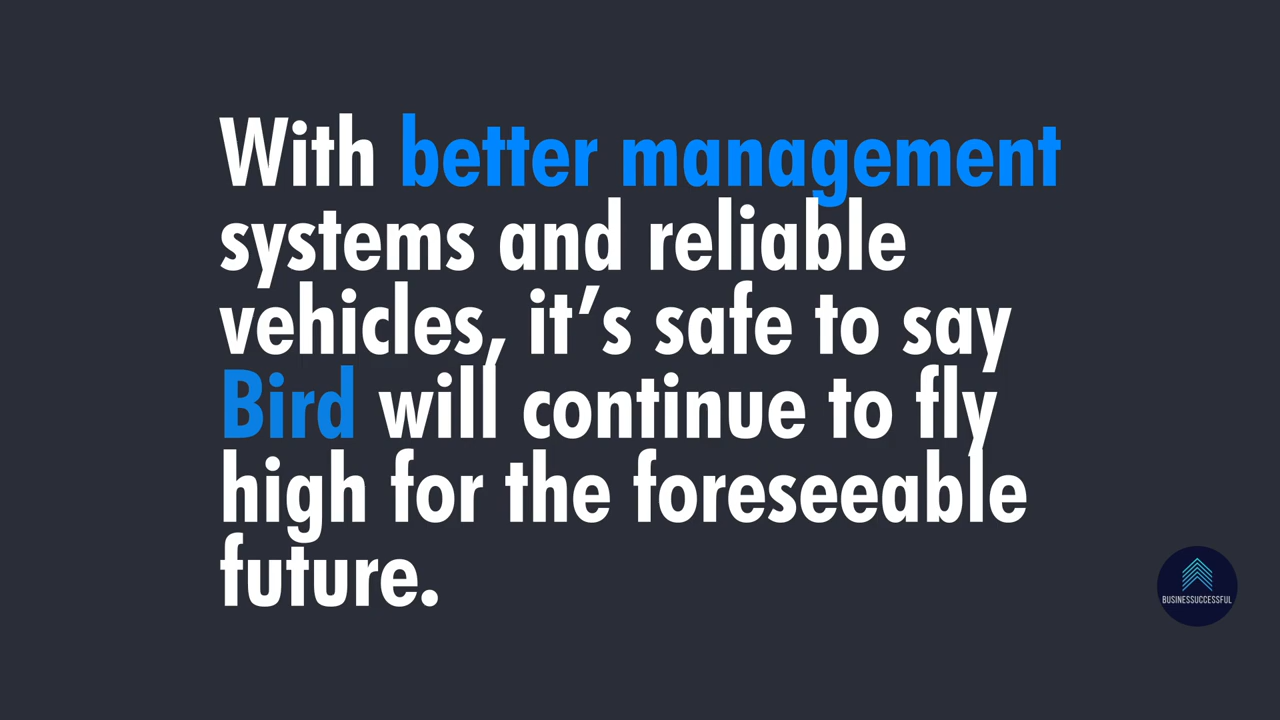 With better management
systems and reliable
vehicles, it’s safe to say
Bird will continue to fly
high for the foreseeable
future.
BUSINESSUCCESSFUL